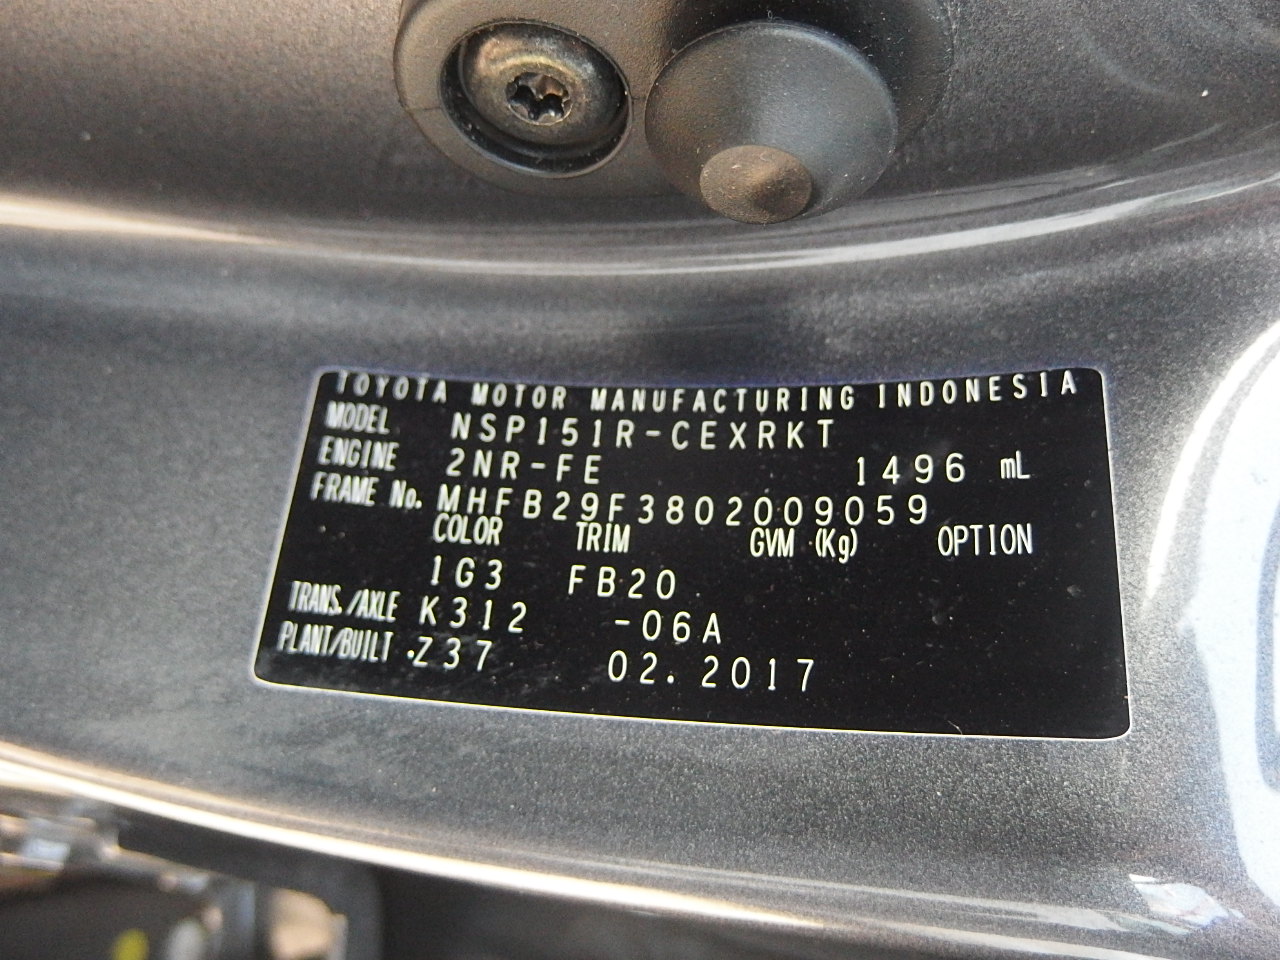 TOYOTA MOTOR MANUFACTURING INDONESIA
MODEL NSP151R-CEXRKT
ENGINE 2NR-FE 1496 mL
FRAME No. MHFB29F3802009059
COLOR TRIM GVM (Kg) OPTION
1G3 FB20
TRANS./AXLE K312 -06A
PLANT/BUILT Z37 02.2017